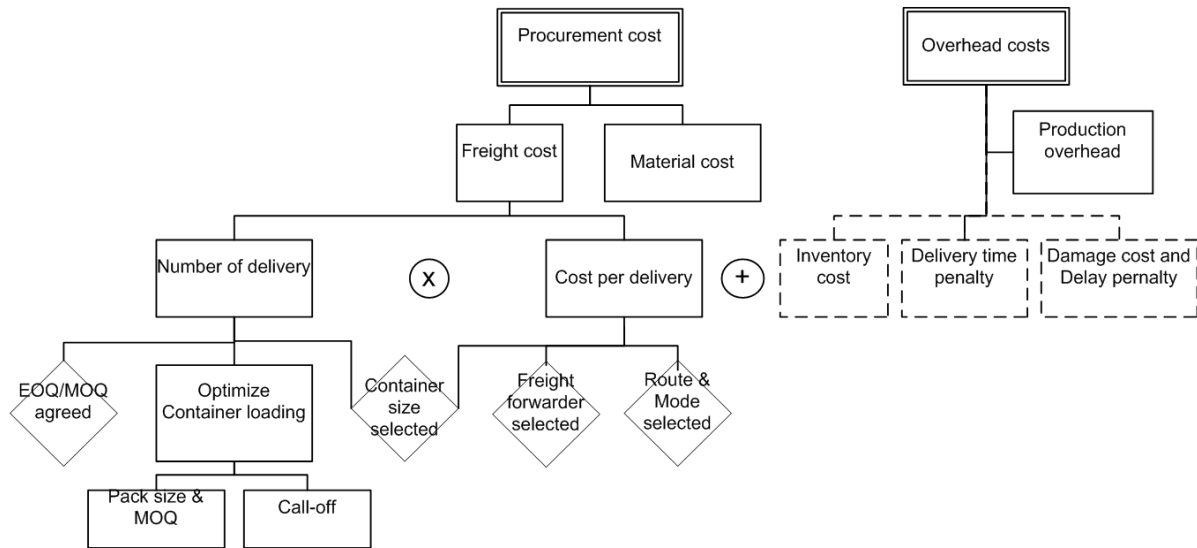 Procurement cost
Overhead costs
Freight cost
Material cost
Production
overhead
Number of delivery
x
Cost per delivery
+
Inventory
cost
Delivery time
penalty
Damage cost and
Delay pernalty
EOQ/MOQ
agreed
Optimize
Container loading
Container
size
selected
Freight
forwarder
selected
Route &
Mode
selected
Pack size &
MOQ
Call-off